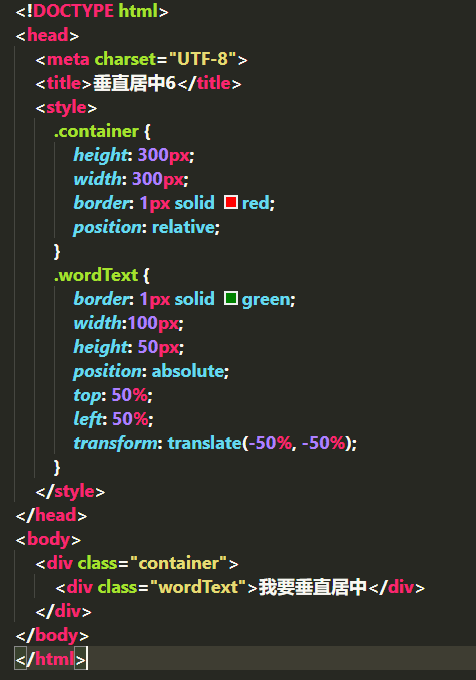 <!DOCTYPE html>
<head>
<meta charset="UTF-8">
<title>垂直居中6</title>
<style>
.container {
height: 300px;
width: 300px;
border: 1px solid red;
position: relative;
}
.wordText {
border: 1px solid green;
width:100px;
height: 50px;
position: absolute;
top: 50%;
left: 50%;
transform: translate(-50%, -50%);
}
</style>
</head>
<body>
<div class="container">
<div class="wordText">我要垂直居中</div>
</div>
</body>
</html>